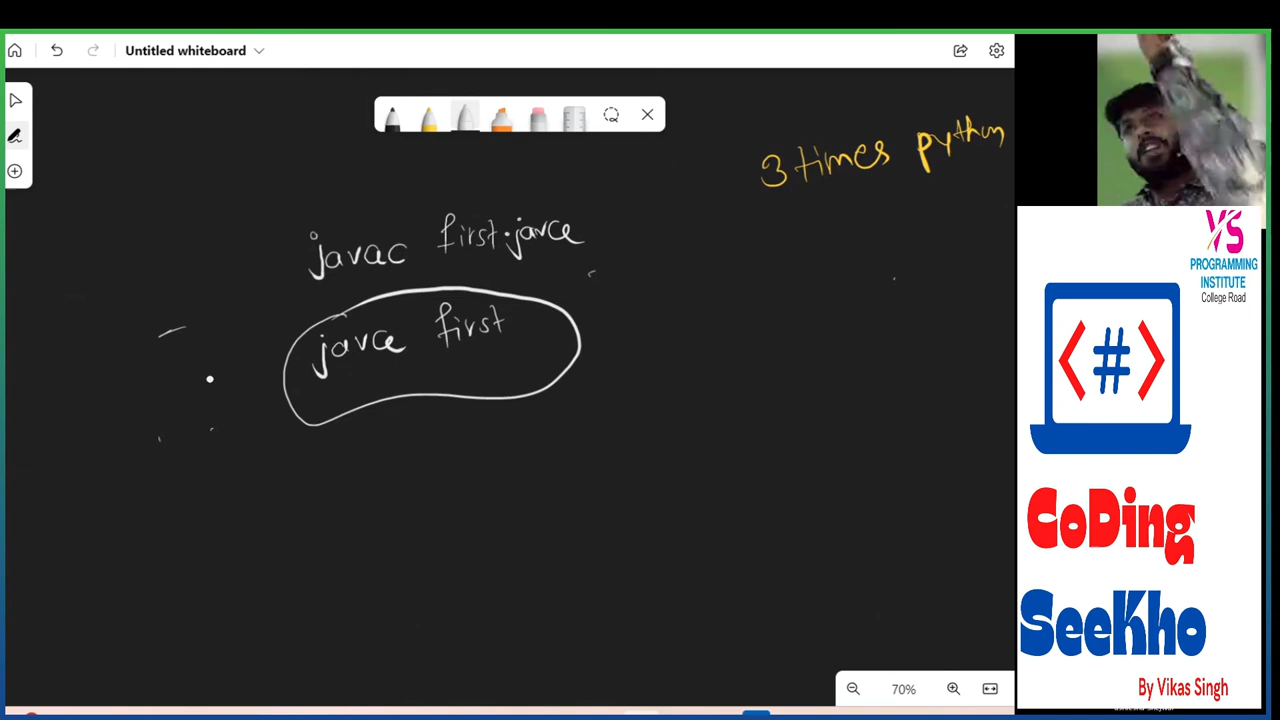 Untitled whiteboard
3 times python
javac first.java
java first
70%
VS
PROGRAMMING
INSTITUTE
College Road
<#>
CoDing
SeeKho
By Vikas Singh